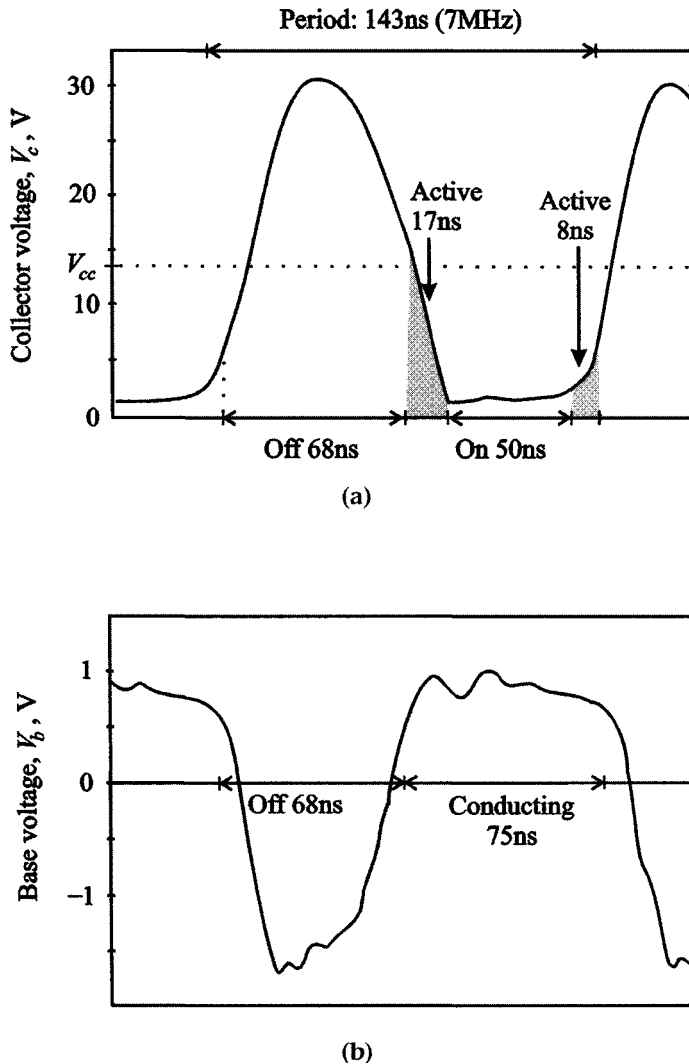 Period: 143ns (7MHz)
Collector voltage, V_c, V
30
20
V_cc
10
0
Active
17ns
Active
8ns
Off 68ns
On 50ns
(a)
Base voltage, V_b, V
1
0
−1
Off 68ns
Conducting
75ns
(b)